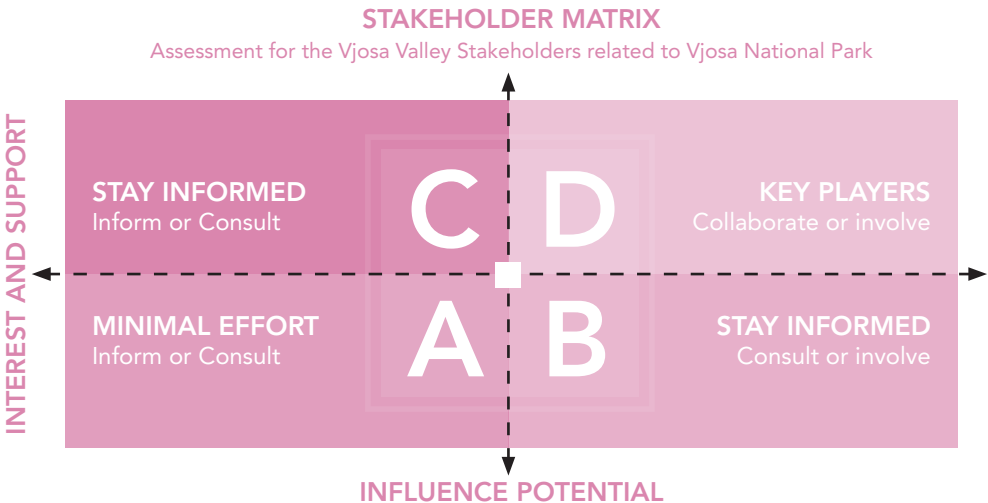 STAKEHOLDER MATRIX
Assessment for the Vjosa Valley Stakeholders related to Vjosa National Park
INTEREST AND SUPPORT
STAY INFORMED
Inform or Consult
C
D
KEY PLAYERS
Collaborate or involve
MINIMAL EFFORT
Inform or Consult
A
B
STAY INFORMED
Consult or involve
INFLUENCE POTENTIAL